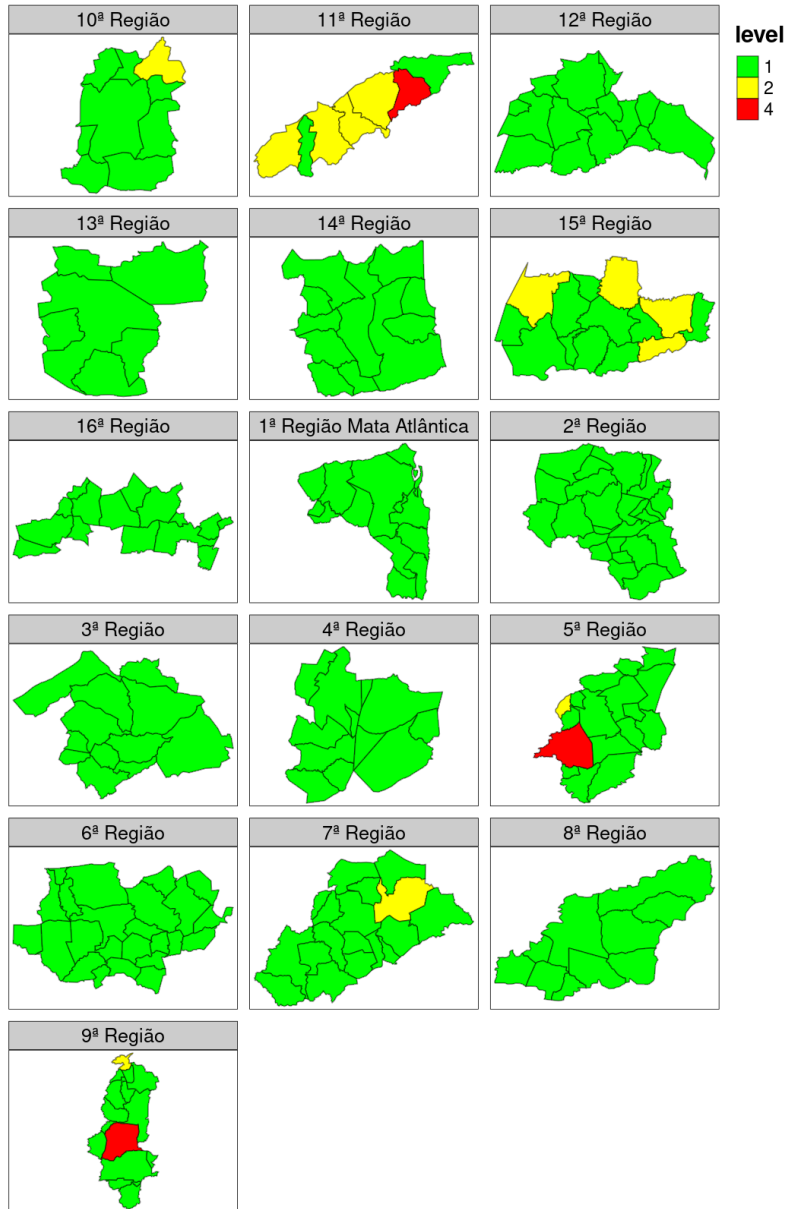 10ª Região
11ª Região
12ª Região
level
1
2
4
13ª Região
14ª Região
15ª Região
16ª Região
1ª Região Mata Atlântica
2ª Região
3ª Região
4ª Região
5ª Região
6ª Região
7ª Região
8ª Região
9ª Região